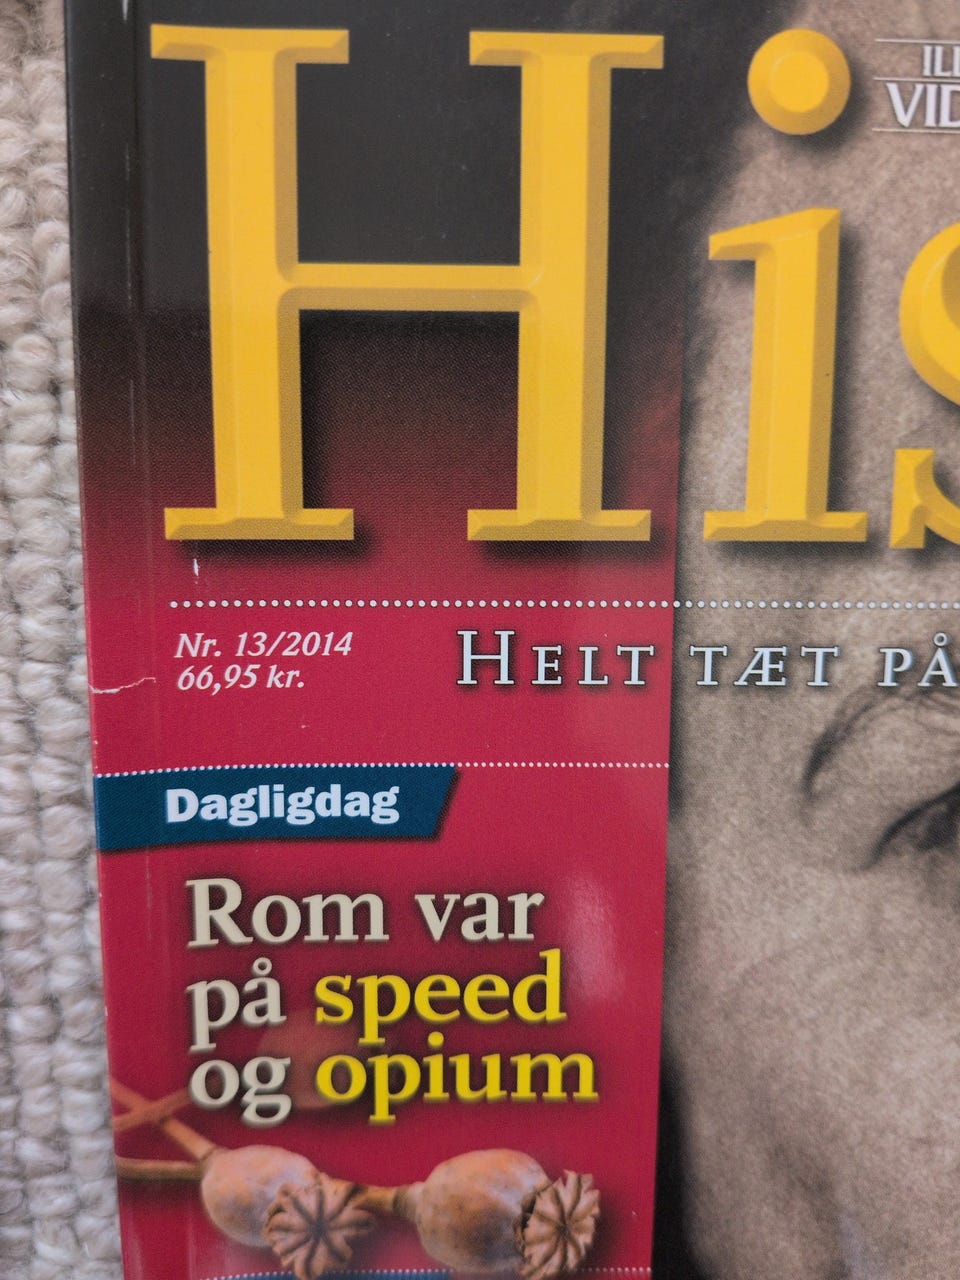 His
Nr. 13/2014
66,95 kr.
HELT TÆT PÅ
Dagligdag
Rom var
på speed
og opium